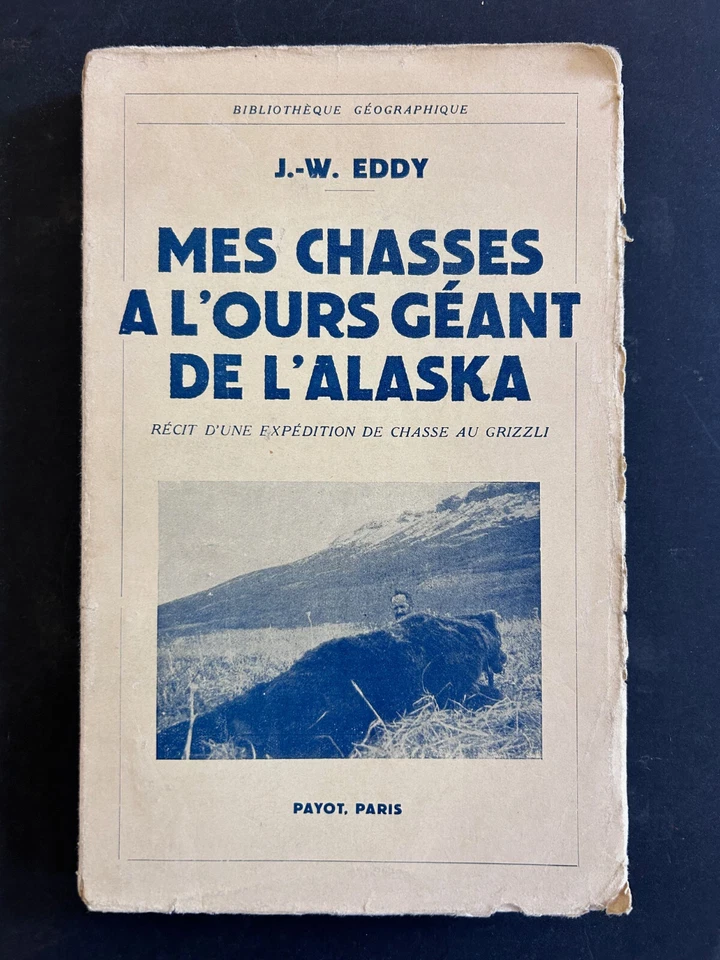 BIBLIOTHÈQUE GÉOGRAPHIQUE
J.-W. EDDY
MES CHASSES
A L'OURS GÉANT
DE L'ALASKA
RÉCIT D'UNE EXPÉDITION DE CHASSE AU GRIZZLI
PAYOT, PARIS